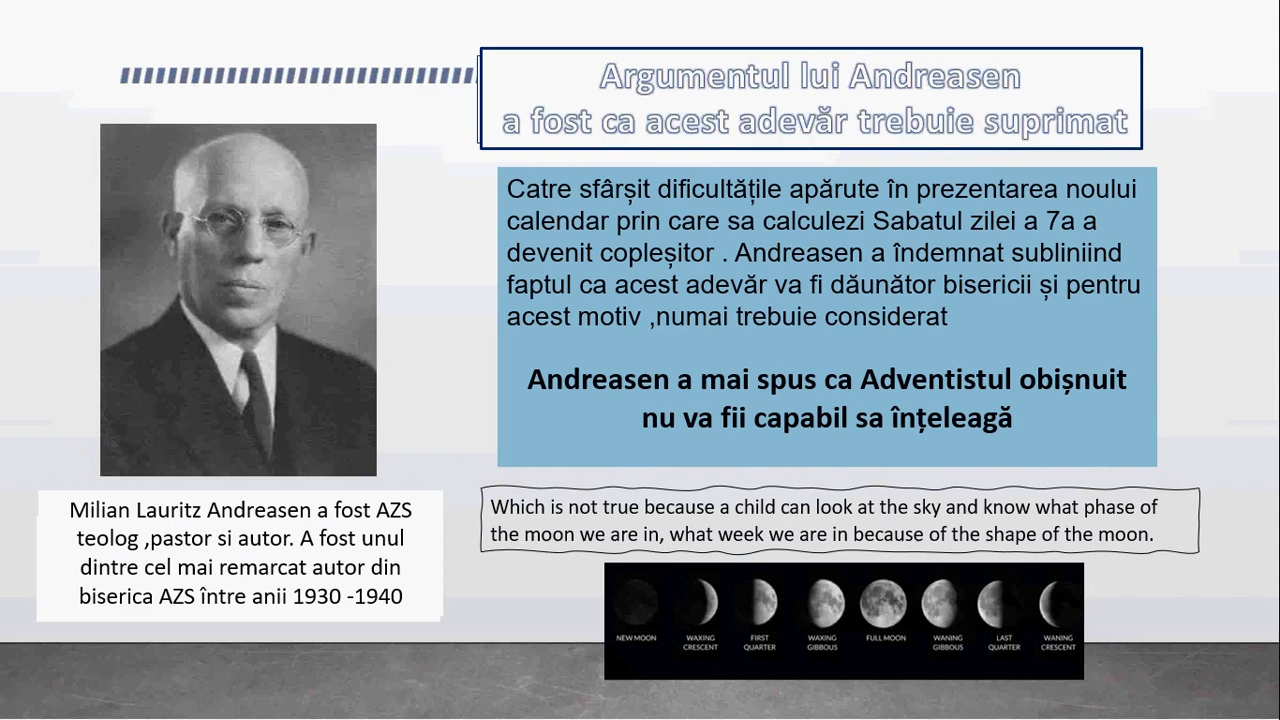 Argumentul lui Andreasen
a fost ca acest adevăr trebuie suprimat
Catre sfârșit dificultățile apărute în prezentarea noului
calendar prin care sa calculezi Sabatul zilei a 7a a
devenit copleșitor . Andreasen a îndemnat subliniind
faptul ca acest adevăr va fi dăunător bisericii și pentru
acest motiv ,numai trebuie considerat
Andreasen a mai spus ca Adventistul obișnuit
nu va fii capabil sa înțeleagă
Milian Lauritz Andreasen a fost AZS
teolog ,pastor si autor. A fost unul
dintre cel mai remarcat autor din
biserica AZS între anii 1930 -1940
Which is not true because a child can look at the sky and know what phase of
the moon we are in, what week we are in because of the shape of the moon.
NEW MOON
WAXING
CRESCENT
FIRST
QUARTER
WAXING
GIBBOUS
FULL MOON
WANING
GIBBOUS
LAST
QUARTER
WANING
CRESCENT